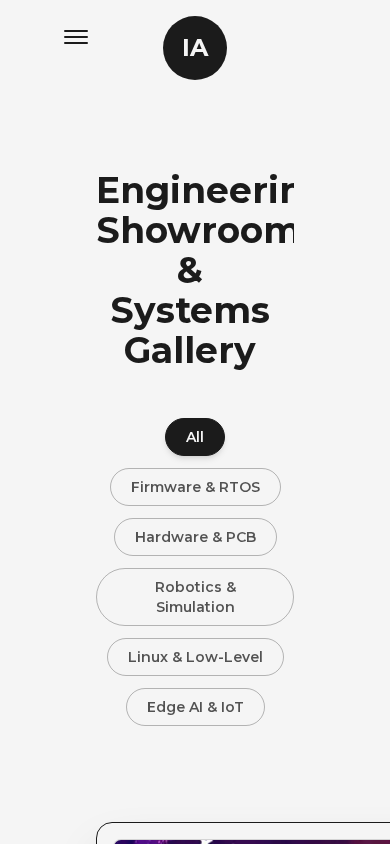 IA
Engineerin
Showroom
&
Systems
Gallery
All
Firmware & RTOS
Hardware & PCB
Robotics &
Simulation
Linux & Low-Level
Edge AI & IoT